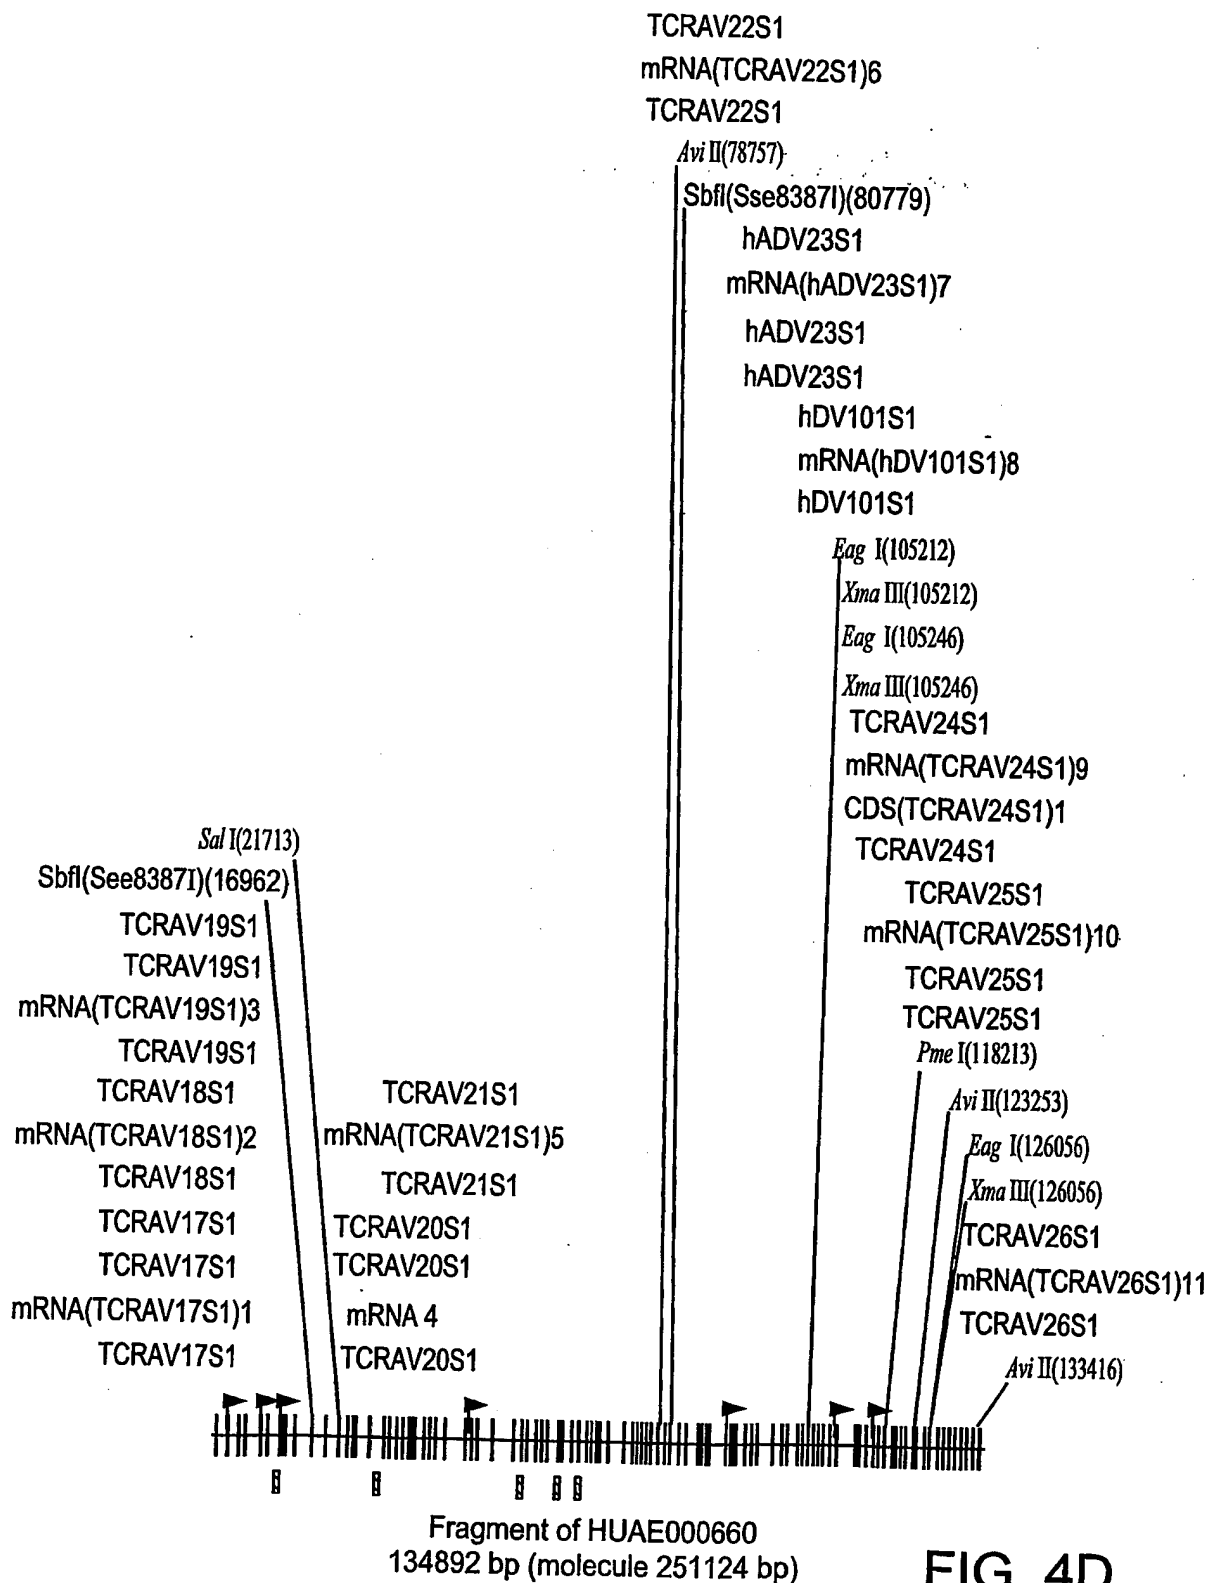 TCRAV22S1
mRNA(TCRAV22S1)6
TCRAV22S1
Avi II(78757)
SbfI(Sse8387I)(80779)
hADV23S1
mRNA(hADV23S1)7
hADV23S1
hADV23S1
hDV101S1
mRNA(hDV101S1)8
hDV101S1
Eag I(105212)
Xma III(105212)
Eag I(105246)
Xma III(105246)
TCRAV24S1
mRNA(TCRAV24S1)9
CDS(TCRAV24S1)1
TCRAV24S1
TCRAV25S1
mRNA(TCRAV25S1)10
TCRAV25S1
TCRAV25S1
Pme I(118213)
Avi II(123253)
Eag I(126056)
Xma III(126056)
TCRAV26S1
mRNA(TCRAV26S1)11
TCRAV26S1
Avi II(133416)
Sal I(21713)
SbfI(See8387I)(16962)
TCRAV19S1
TCRAV19S1
mRNA(TCRAV19S1)3
TCRAV19S1
TCRAV18S1
mRNA(TCRAV18S1)2
TCRAV18S1
TCRAV17S1
TCRAV17S1
mRNA(TCRAV17S1)1
TCRAV17S1
TCRAV21S1
mRNA(TCRAV21S1)5
TCRAV21S1
TCRAV20S1
TCRAV20S1
mRNA 4
TCRAV20S1
Fragment of HUAE000660
134892 bp (molecule 251124 bp)
FIG. 4D